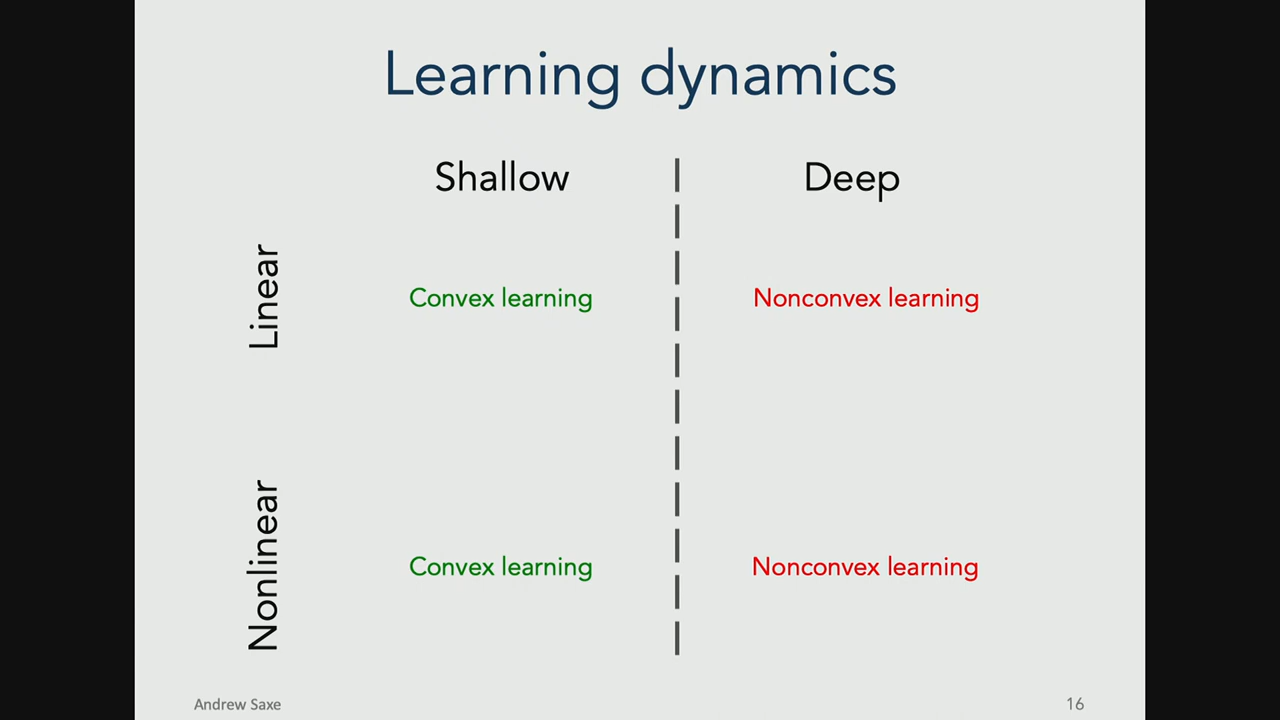 Learning dynamics
Shallow
Deep
Linear
Convex learning
Nonconvex learning
Nonlinear
Convex learning
Nonconvex learning
Andrew Saxe
16